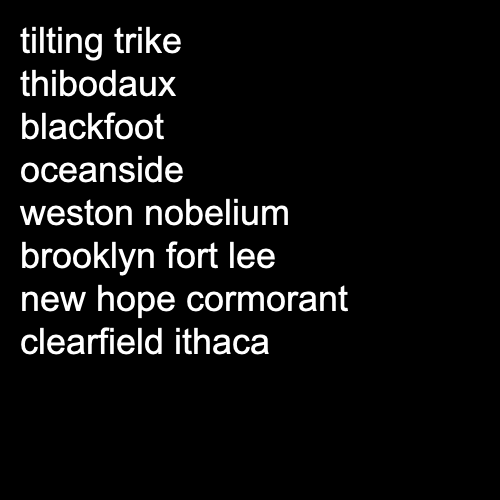 tilting trike
thibodaux
blackfoot
oceanside
weston nobelium
brooklyn fort lee
new hope cormorant
clearfield ithaca